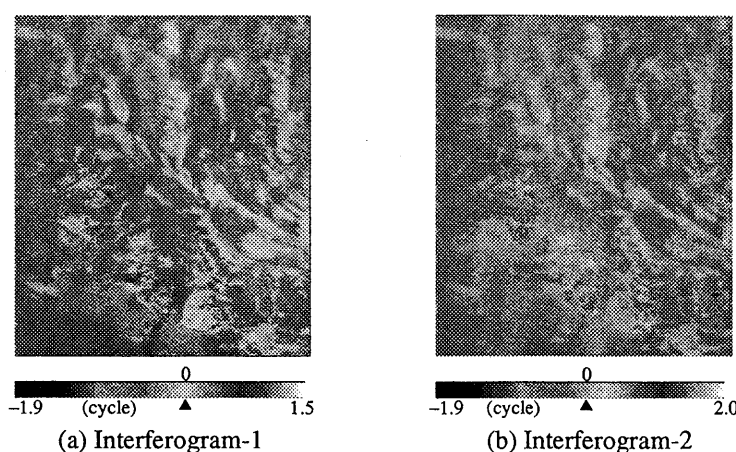 0
0
−1.9 (cycle) ▲ 1.5
−1.9 (cycle) ▲ 2.0
(a) Interferogram-1
(b) Interferogram-2